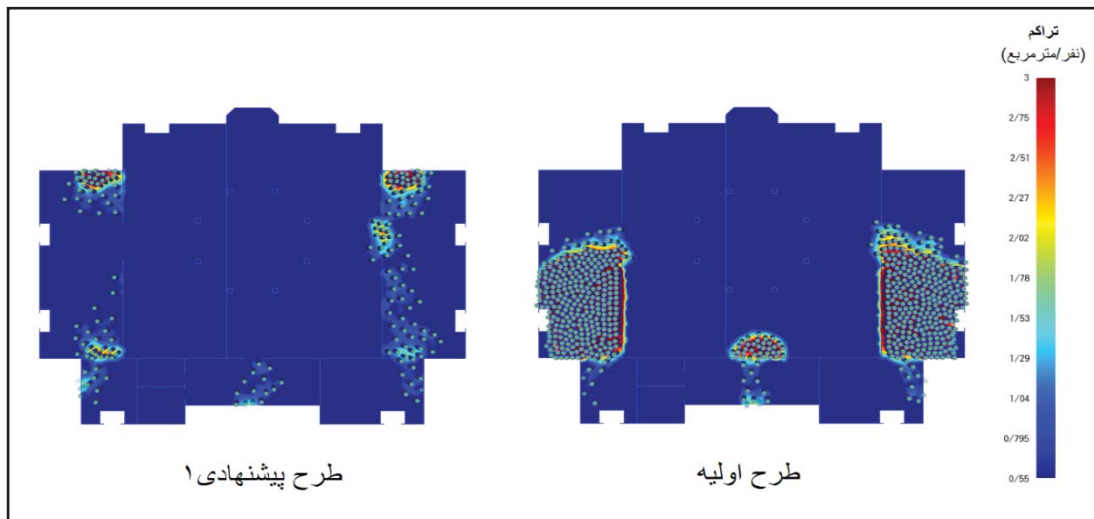 تراکم
(نفر/مترمربع)
3
2/75
2/51
2/27
2/02
1/78
1/53
1/29
1/04
0/795
0/55
طرح اولیه
طرح پیشنهادی۱